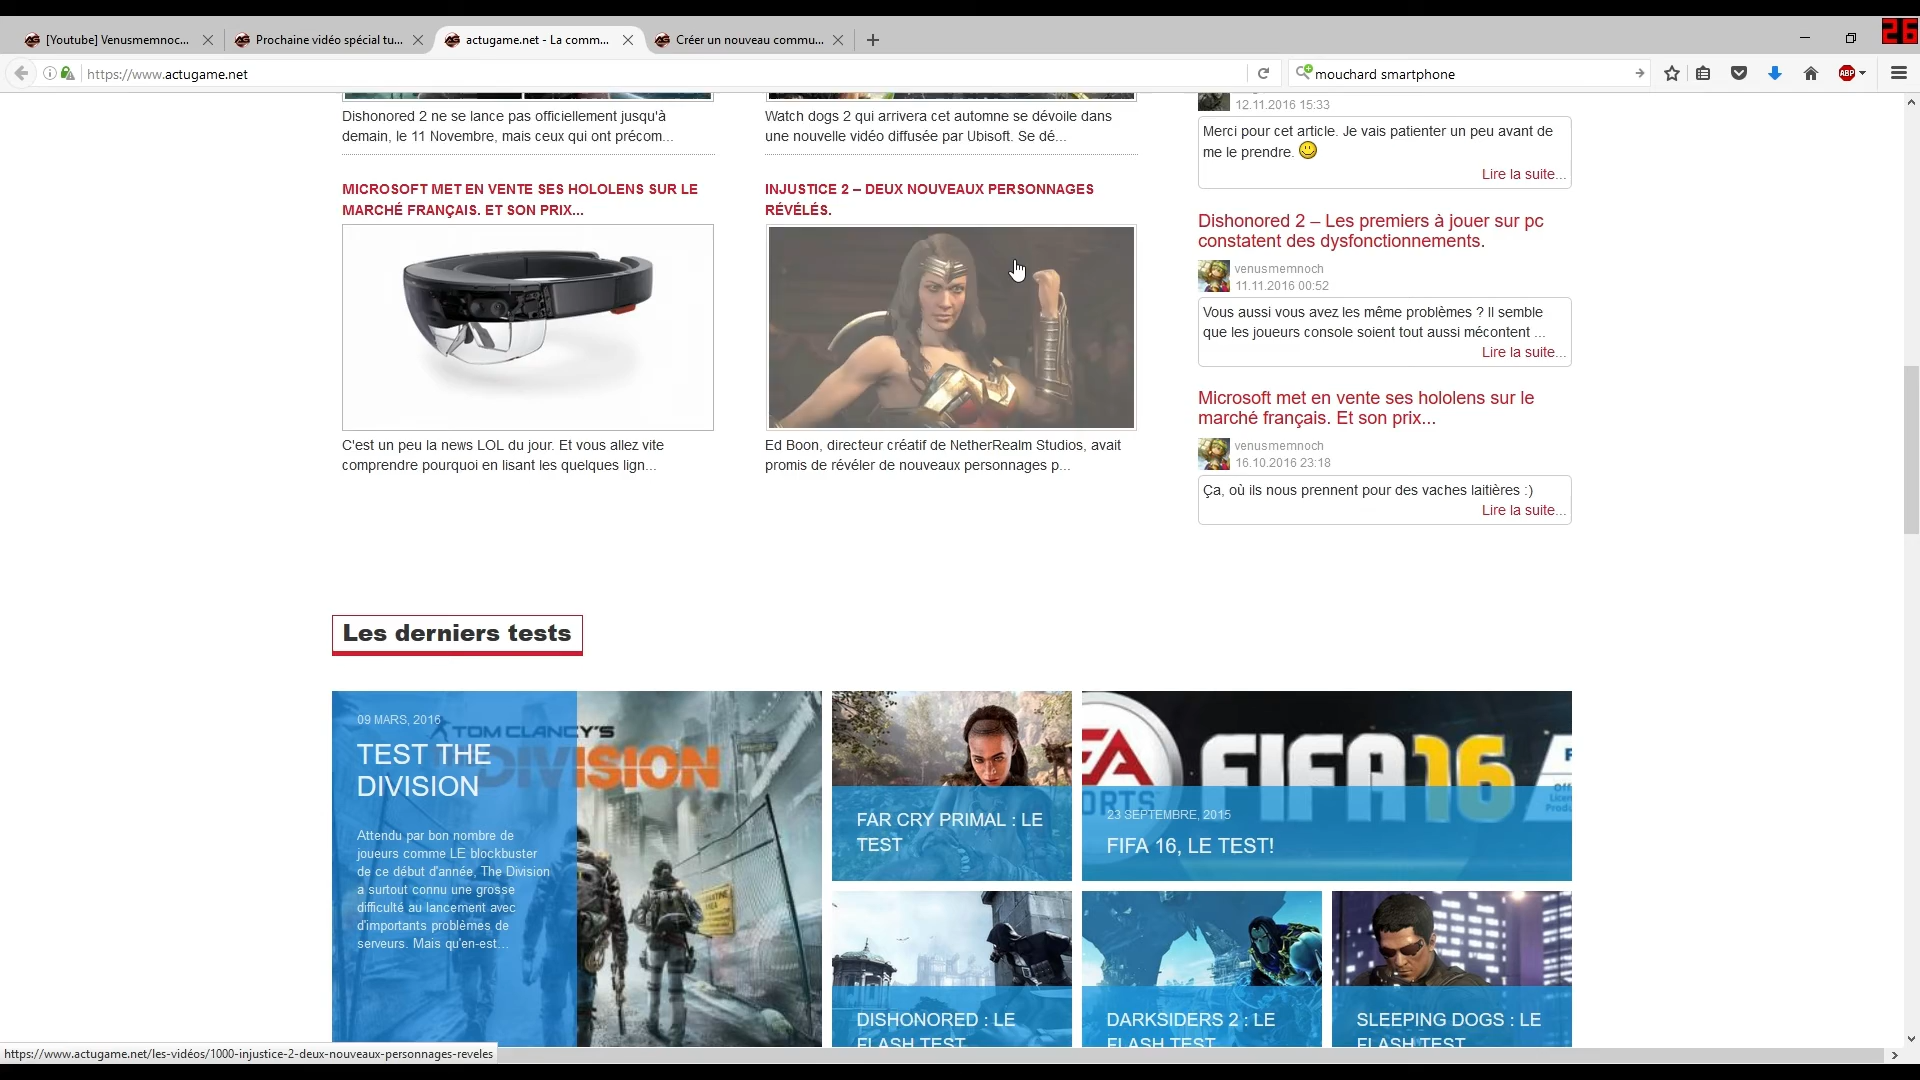 [Youtube] Venusmemnoc...
Prochaine vidéo spécial tu...
actugame.net - La comm...
Créer un nouveau commu...
26
https://www.actugame.net
mouchard smartphone
ABP
Dishonored 2 ne se lance pas officiellement jusqu'à
demain, le 11 Novembre, mais ceux qui ont précom...
MICROSOFT MET EN VENTE SES HOLOLENS SUR LE
MARCHÉ FRANÇAIS. ET SON PRIX...
C'est un peu la news LOL du jour. Et vous allez vite
comprendre pourquoi en lisant les quelques lign...
Watch dogs 2 qui arrivera cet automne se dévoile dans
une nouvelle vidéo diffusée par Ubisoft. Se dé...
INJUSTICE 2 – DEUX NOUVEAUX PERSONNAGES
RÉVÉLÉS.
Ed Boon, directeur créatif de NetherRealm Studios, avait
promis de révéler de nouveaux personnages p...
12.11.2016 15:33
Merci pour cet article. Je vais patienter un peu avant de
me le prendre.
Lire la suite...
Dishonored 2 – Les premiers à jouer sur pc
constatent des dysfonctionnements.
venusmemnoch
11.11.2016 00:52
Vous aussi vous avez les même problèmes ? Il semble
que les joueurs console soient tout aussi mécontent ...
Lire la suite...
Microsoft met en vente ses hololens sur le
marché français. Et son prix...
venusmemnoch
16.10.2016 23:18
Ça, où ils nous prennent pour des vaches laitières :)
Lire la suite...
Les derniers tests
09 MARS, 2016
TOM CLANCY'S
DIVISION
TEST THE
DIVISION
Attendu par bon nombre de
joueurs comme LE blockbuster
de ce début d'année, The Division
a surtout connu une grosse
difficulté au lancement avec
d'importants problèmes de
serveurs. Mais qu'en-est...
FAR CRY PRIMAL : LE
TEST
EA
SPORTS
FIFA 16
23 SEPTEMBRE, 2015
FIFA 16, LE TEST!
DISHONORED : LE
FLASH TEST
DARKSIDERS 2 : LE
FLASH TEST
SLEEPING DOGS : LE
FLASH TEST
https://www.actugame.net/les-vidéos/1000-injustice-2-deux-nouveaux-personnages-reveles